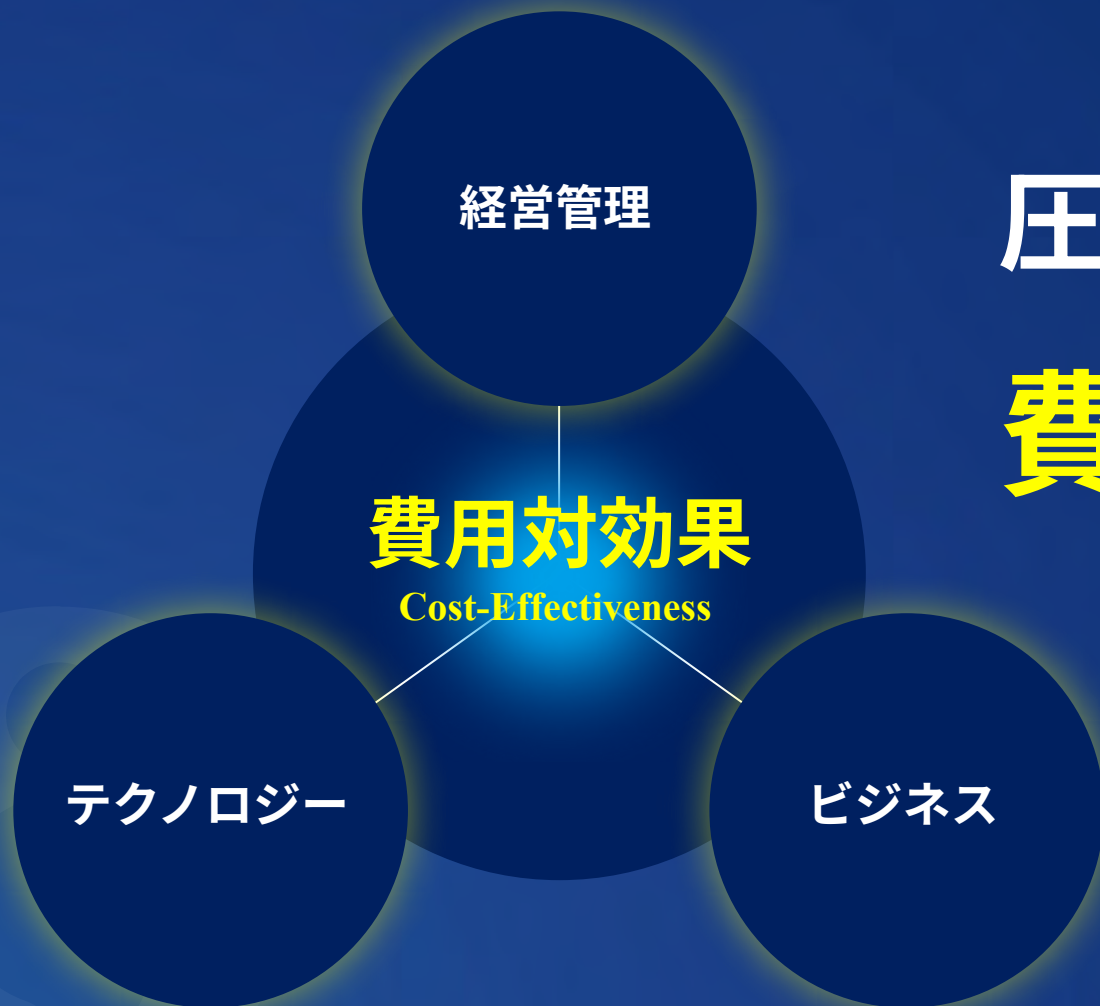 経営管理
圧
費
費用対効果
Cost-Effectiveness
テクノロジー
ビジネス